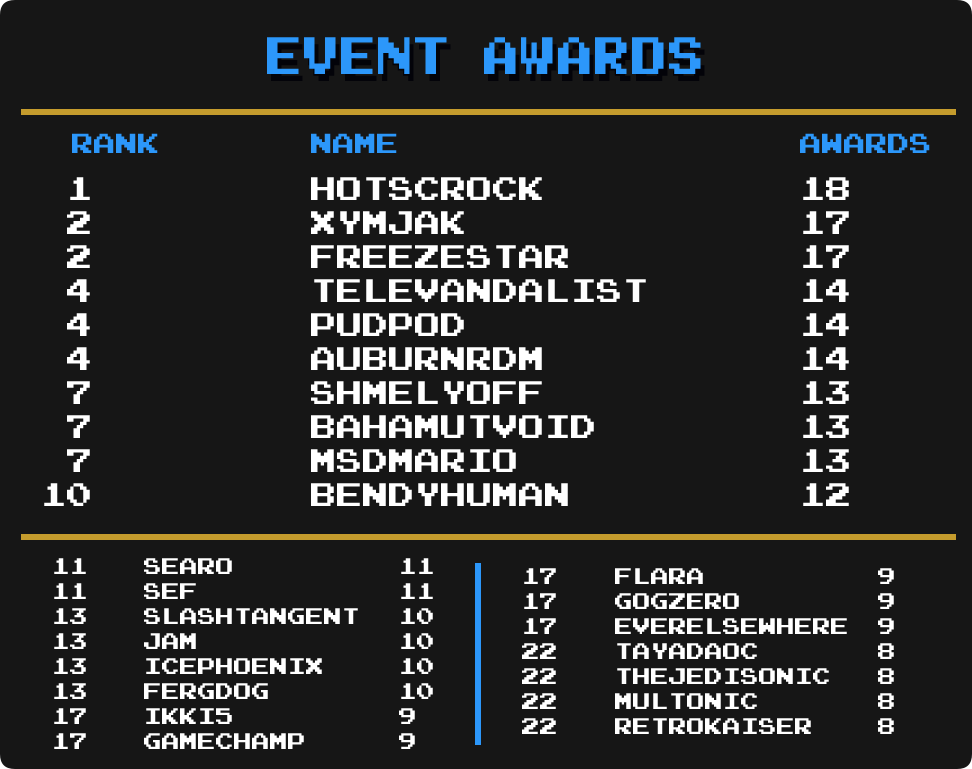 EVENT AWARDS
RANK NAME AWARDS
1 HOTSCROCK 18
2 XYMJAK 17
2 FREEZESTAR 17
4 TELEVANDALIST 14
4 PUDPOD 14
4 AUBURNRDM 14
7 SHMELYOFF 13
7 BAHAMUTVOID 13
7 MSDMARIO 13
10 BENDYHUMAN 12
11 SEARO 11
11 SEF 11
13 SLASHTANGENT 10
13 JAM 10
13 ICEPHOENIX 10
13 FERGDOG 10
17 IKKI5 9
17 GAMECHAMP 9
17 FLARA 9
17 GOGZERO 9
17 EVERELSEWHERE 9
22 TAYADAOC 8
22 THEJEDISONIC 8
22 MULTONIC 8
22 RETROKAISER 8